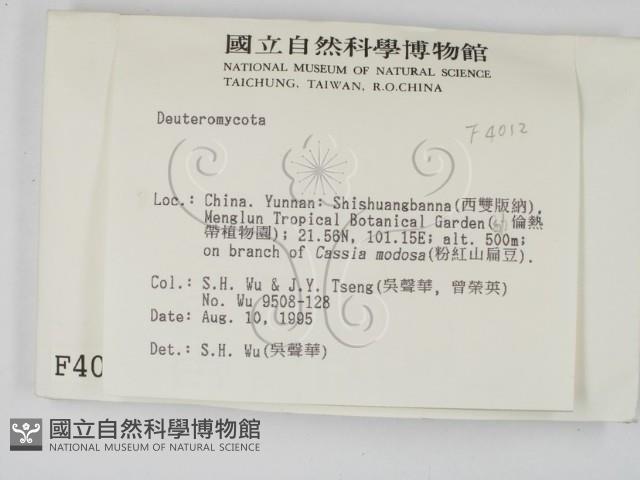 國立自然科學博物館
NATIONAL MUSEUM OF NATURAL SCIENCE
TAICHUNG, TAIWAN, R.O.CHINA
Deuteromycota
F4012
Loc.: China. Yunnan: Shishuangbanna(西雙版納),
Menglun Tropical Botanical Garden(勐倫熱
帶植物園); 21.56N, 101.15E; alt. 500m;
on branch of Cassia modosa(粉紅山扁豆).
Col.: S.H. Wu & J.Y. Tseng(吳聲華, 曾榮英)
No. Wu 9508-128
Date: Aug. 10, 1995
Det.: S.H. Wu(吳聲華)
F40
國立自然科學博物館
NATIONAL MUSEUM OF NATURAL SCIENCE